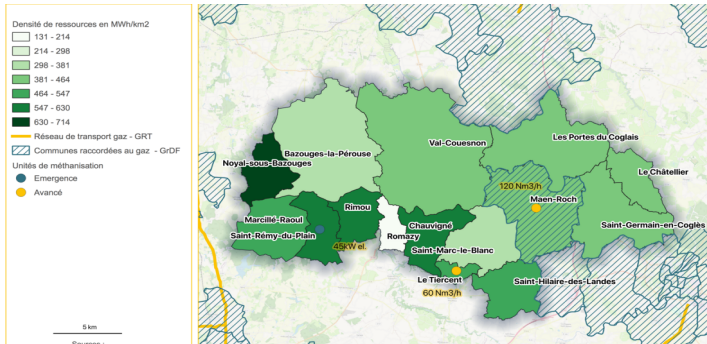 Densité de ressources en MWh/km2
131 - 214
214 - 298
298 - 381
381 - 464
464 - 547
547 - 630
630 - 714
Réseau de transport gaz - GRT
Communes raccordées au gaz - GrDF
Unités de méthanisation
Emergence
Avancé
5 km
Sources :
Val-Couesnon
Les Portes du Coglais
Bazouges-la-Pérouse
Noyal-sous-Bazouges
Le Châtellier
120 Nm3/h
Maen-Roch
Marcillé-Raoul
Rimou
Chauvigné
Saint-Germain-en-Coglès
Saint-Rémy-du-Plain
Romazy
45kW el.
Saint-Marc-le-Blanc
Le Tiercent
Saint-Hilaire-des-Landes
60 Nm3/h